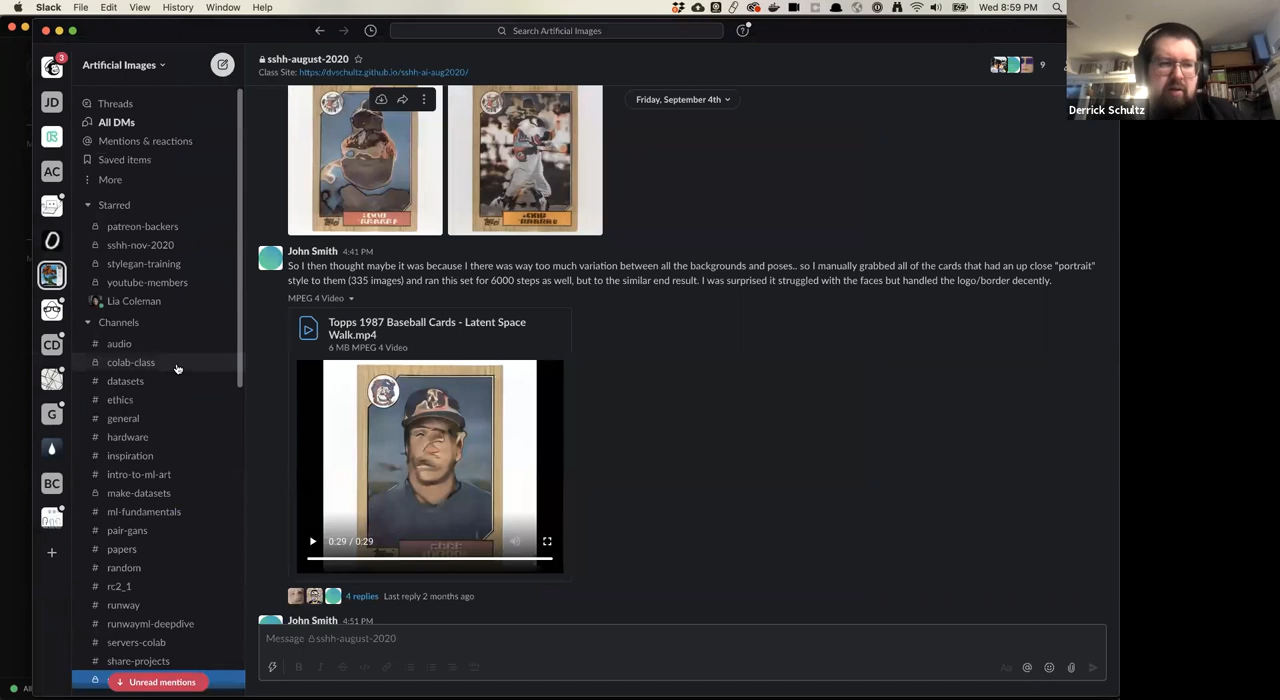 Slack File Edit View History Window Help
Wed 8:59 PM
Search Artificial Images
3
Artificial Images
sshh-august-2020
Class Site: https://dvschultz.github.io/sshh-ai-aug2020/
9
Derrick Schultz
JD
AC
CD
G
BC
Threads
All DMs
Mentions & reactions
Saved items
More
Starred
patreon-backers
sshh-nov-2020
stylegan-training
youtube-members
Lia Coleman
Channels
# audio
colab-class
# datasets
# ethics
# general
# hardware
# inspiration
# intro-to-ml-art
make-datasets
# ml-fundamentals
# pair-gans
# papers
# random
# rc2_1
# runway
# runwayml-deepdive
# servers-colab
# share-projects
Unread mentions
Friday, September 4th
John Smith 4:41 PM
So I then thought maybe it was because I there was way too much variation between all the backgrounds and poses.. so I manually grabbed all of the cards that had an up close "portrait"
style to them (335 images) and ran this set for 6000 steps as well, but to the similar end result. I was surprised it struggled with the faces but handled the logo/border decently.
MPEG 4 Video
Topps 1987 Baseball Cards - Latent Space
Walk.mp4
6 MB MPEG 4 Video
0:29 / 0:29
4 replies Last reply 2 months ago
John Smith 4:51 PM
Message sshh-august-2020